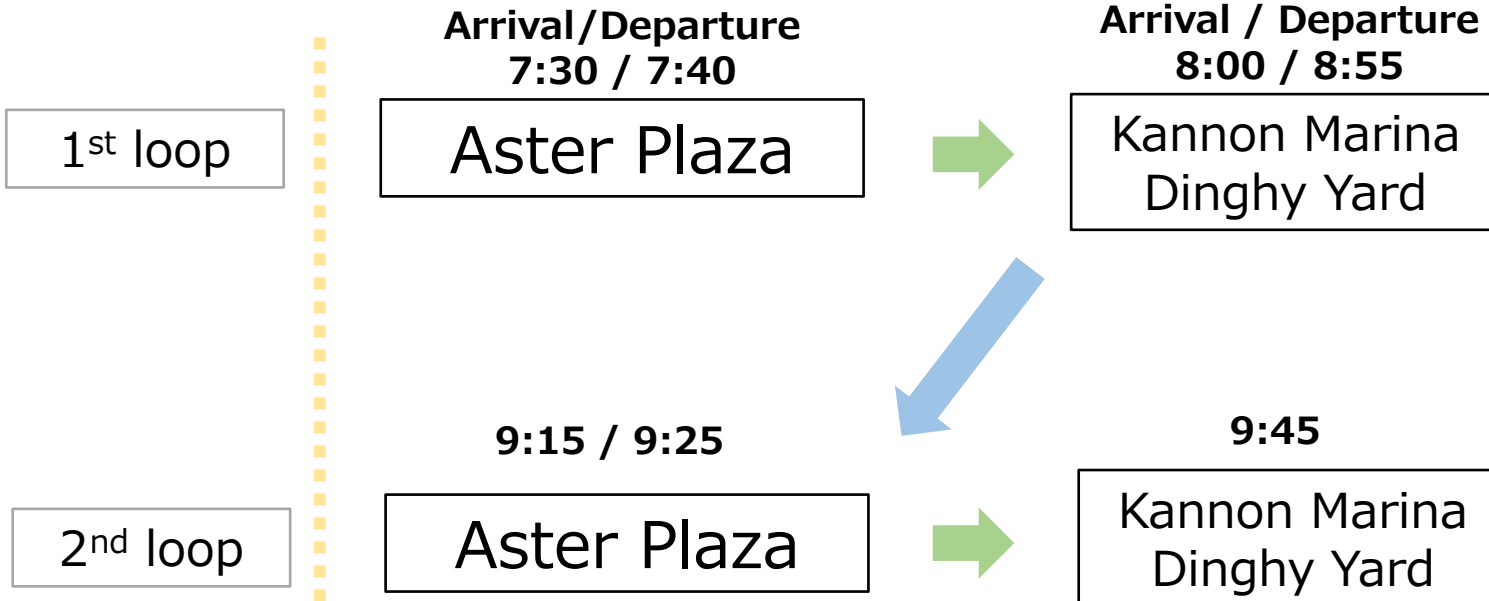 Arrival/Departure
7:30 / 7:40
Arrival / Departure
8:00 / 8:55
1st loop
Aster Plaza
Kannon Marina
Dinghy Yard
9:15 / 9:25
9:45
2nd loop
Aster Plaza
Kannon Marina
Dinghy Yard